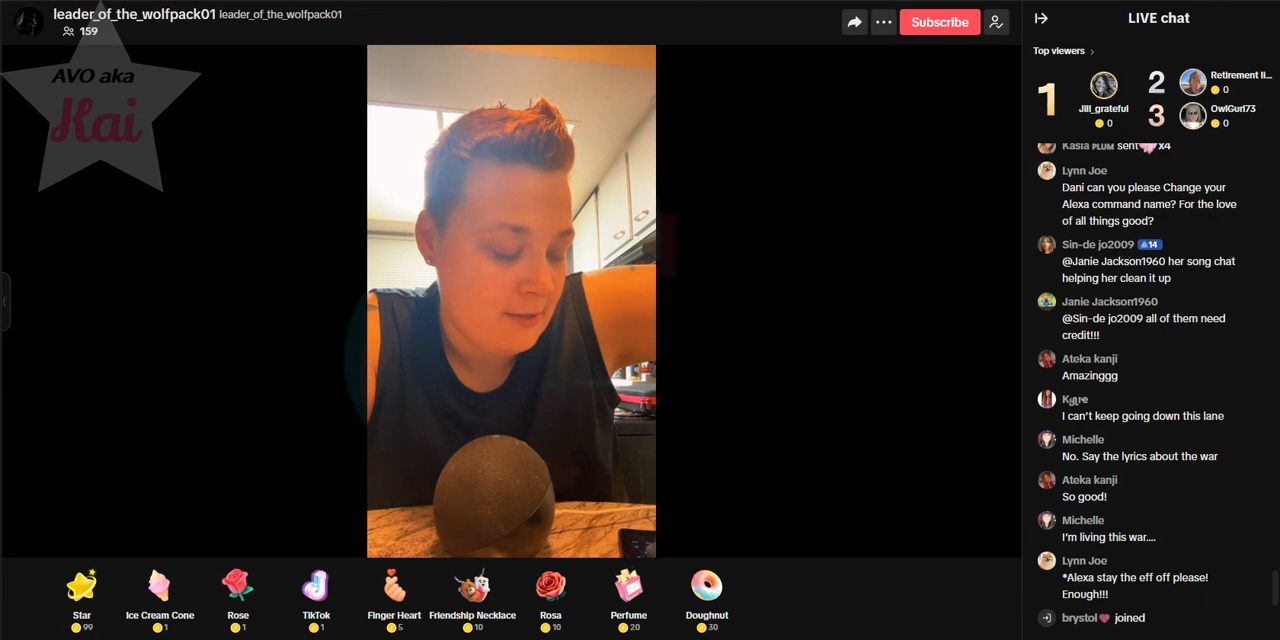 leader_of_the_wolfpack01 leader_of_the_wolfpack01
159
Subscribe
AVO aka
Kai
LIVE chat
Top viewers
1
Jill_grateful
0
2
Retirement li...
0
3
OwlGurl73
0
Kasia PLUM sent x4
Lynn Joe
Dani can you please Change your
Alexa command name? For the love
of all things good?
Sin-de jo2009 14
@Janie Jackson1960 her song chat
helping her clean it up
Janie Jackson1960
@Sin-de jo2009 all of them need
credit!!!
Ateka kanji
Amazinggg
I can't keep going down this lane
Michelle
No. Say the lyrics about the war
Ateka kanji
So good!
Michelle
I'm living this war....
Lynn Joe
*Alexa stay the eff off please!
Enough!!!
brystol joined
Star
99
Ice Cream Cone
1
Rose
1
TikTok
1
Finger Heart
5
Friendship Necklace
10
Rosa
10
Perfume
20
Doughnut
30